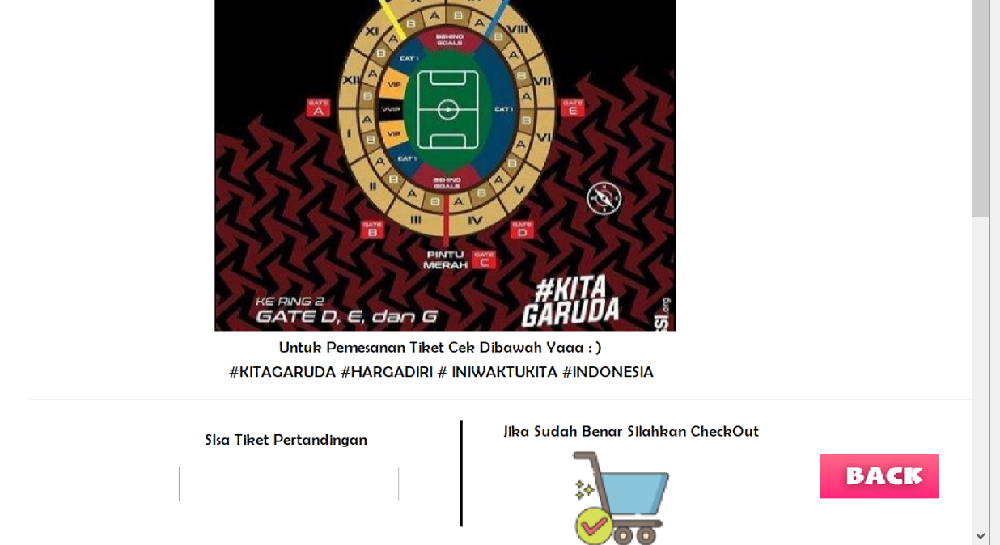 A B A
XI B A B VIII
A BEHIND GOALS A
B CAT 1 B VII
XII A VIP A
B
GATE A VVIP CAT 1 GATE E
A VIP B
I B A VI
CAT 1
A B
B BEHIND GOALS A V
II A B A B
III IV
GATE B GATE D
PINTU MERAH GATE C
#KITA
GARUDA
KE RING 2
GATE D, E, dan G
SI.org
Untuk Pemesanan Tiket Cek Dibawah Yaaa : )
#KITAGARUDA #HARGADIRI # INIWAKTUKITA #INDONESIA
SIsa Tiket Pertandingan
Jika Sudah Benar Silahkan CheckOut
BACK